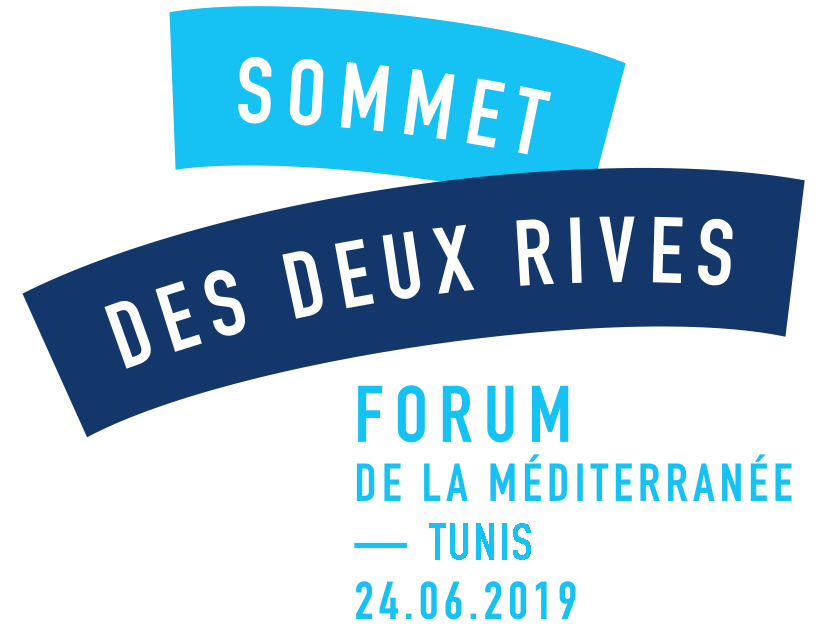 SOMMET
DES DEUX RIVES
FORUM
DE LA MÉDITERRANÉE
— TUNIS
24.06.2019